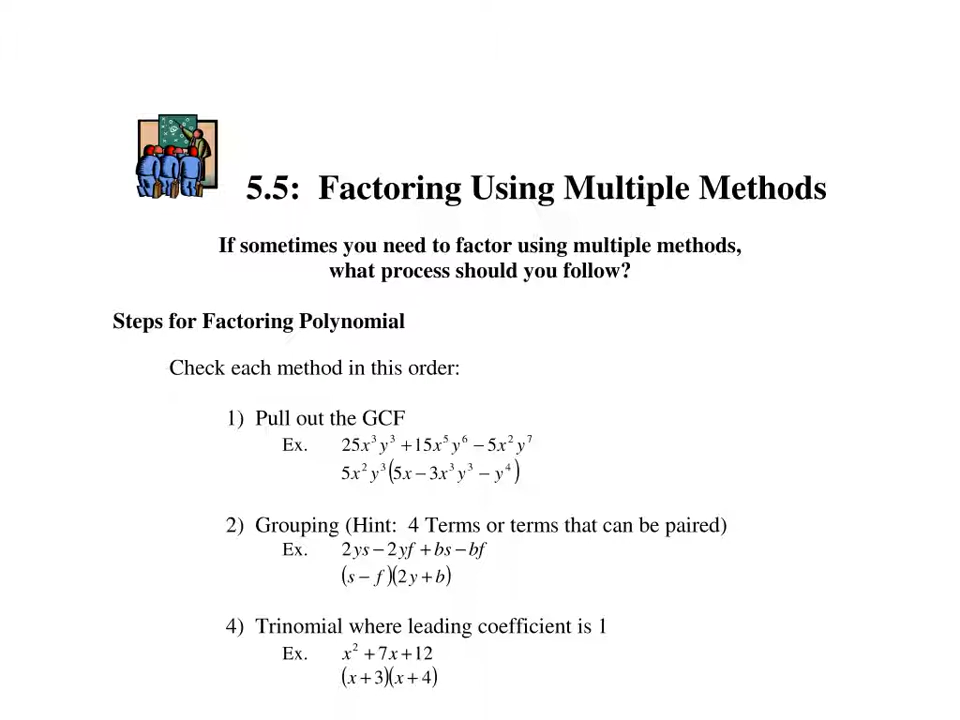 5.5: Factoring Using Multiple Methods
If sometimes you need to factor using multiple methods,
what process should you follow?
Steps for Factoring Polynomial
Check each method in this order:
1) Pull out the GCF
Ex. 25x³y³ + 15x⁵y⁶ − 5x²y⁷
5x²y³(5x − 3x³y³ − y⁴)
2) Grouping (Hint: 4 Terms or terms that can be paired)
Ex. 2ys − 2yf + bs − bf
(s − f)(2y + b)
4) Trinomial where leading coefficient is 1
Ex. x² + 7x + 12
(x + 3)(x + 4)